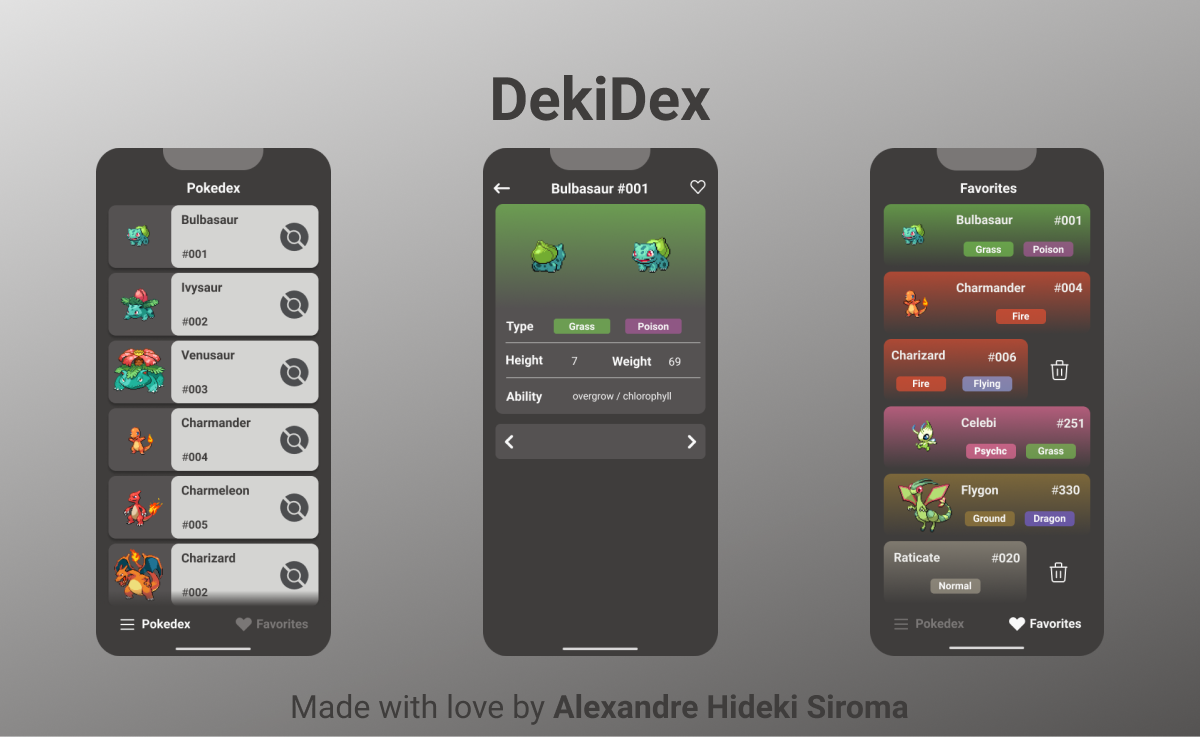 DekiDex
Pokedex
Bulbasaur
#001
Ivysaur
#002
Venusaur
#003
Charmander
#004
Charmeleon
#005
Charizard
#002
Pokedex Favorites
Bulbasaur #001
Type Grass Poison
Height 7 Weight 69
Ability overgrow / chlorophyll
Favorites
Bulbasaur #001
Grass Poison
Charmander #004
Fire
Charizard #006
Fire Flying
Celebi #251
Psychc Grass
Flygon #330
Ground Dragon
Raticate #020
Normal
Pokedex Favorites
Made with love by Alexandre Hideki Siroma